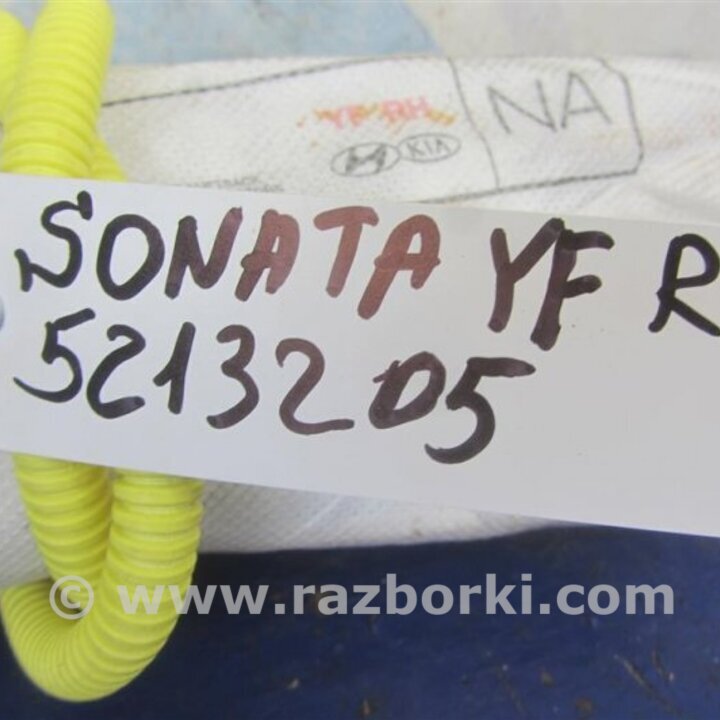 YF RH
NA
KIA
SONATA YF R
5213205
© www.razborki.com